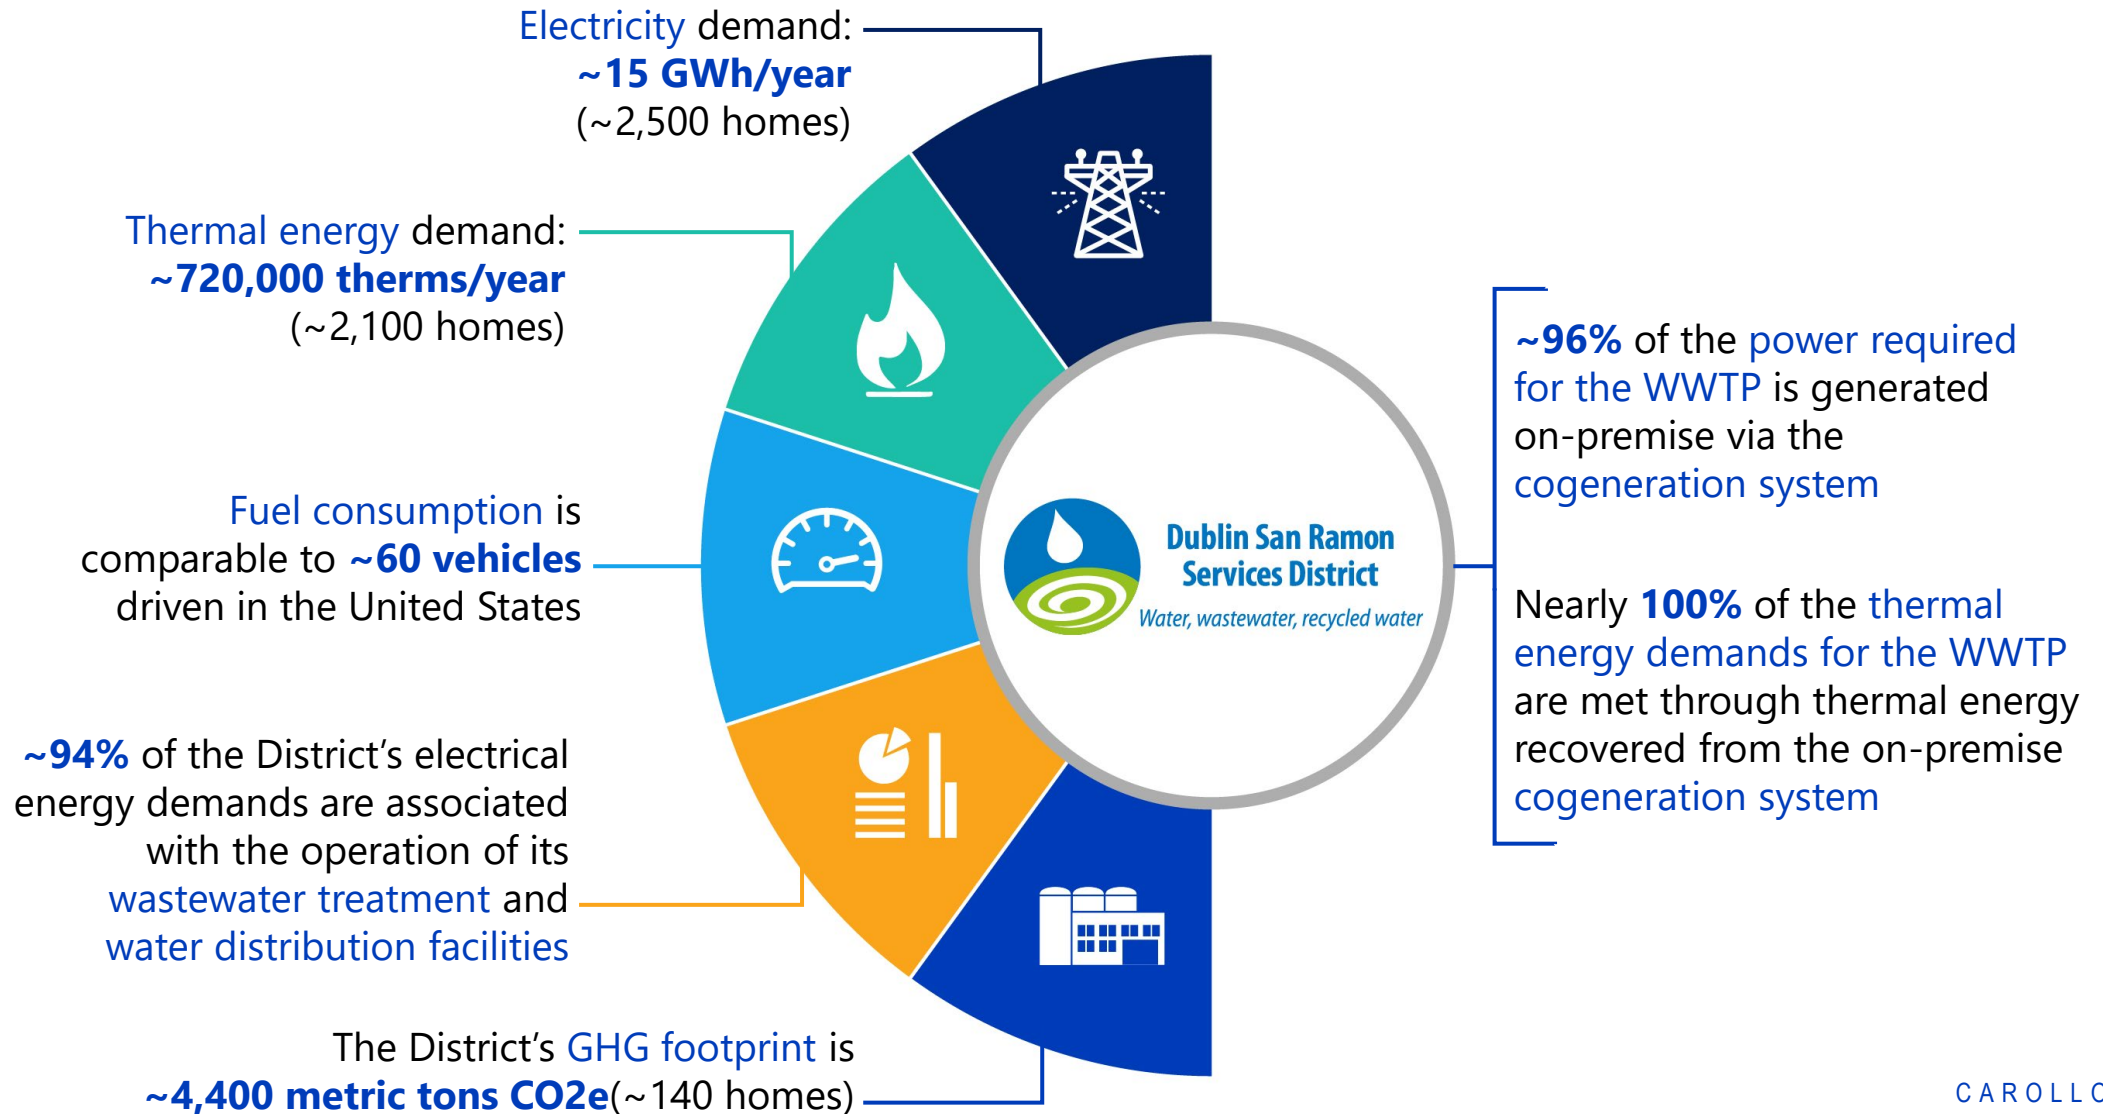 Electricity demand:
~15 GWh/year
(~2,500 homes)
Thermal energy demand:
~720,000 therms/year
(~2,100 homes)
Fuel consumption is
comparable to ~60 vehicles
driven in the United States
~94% of the District's electrical
energy demands are associated
with the operation of its
wastewater treatment and
water distribution facilities
The District's GHG footprint is
~4,400 metric tons CO2e(~140 homes)
Dublin San Ramon
Services District
Water, wastewater, recycled water
~96% of the power required
for the WWTP is generated
on-premise via the
cogeneration system
Nearly 100% of the thermal
energy demands for the WWTP
are met through thermal energy
recovered from the on-premise
cogeneration system
CAROLLO